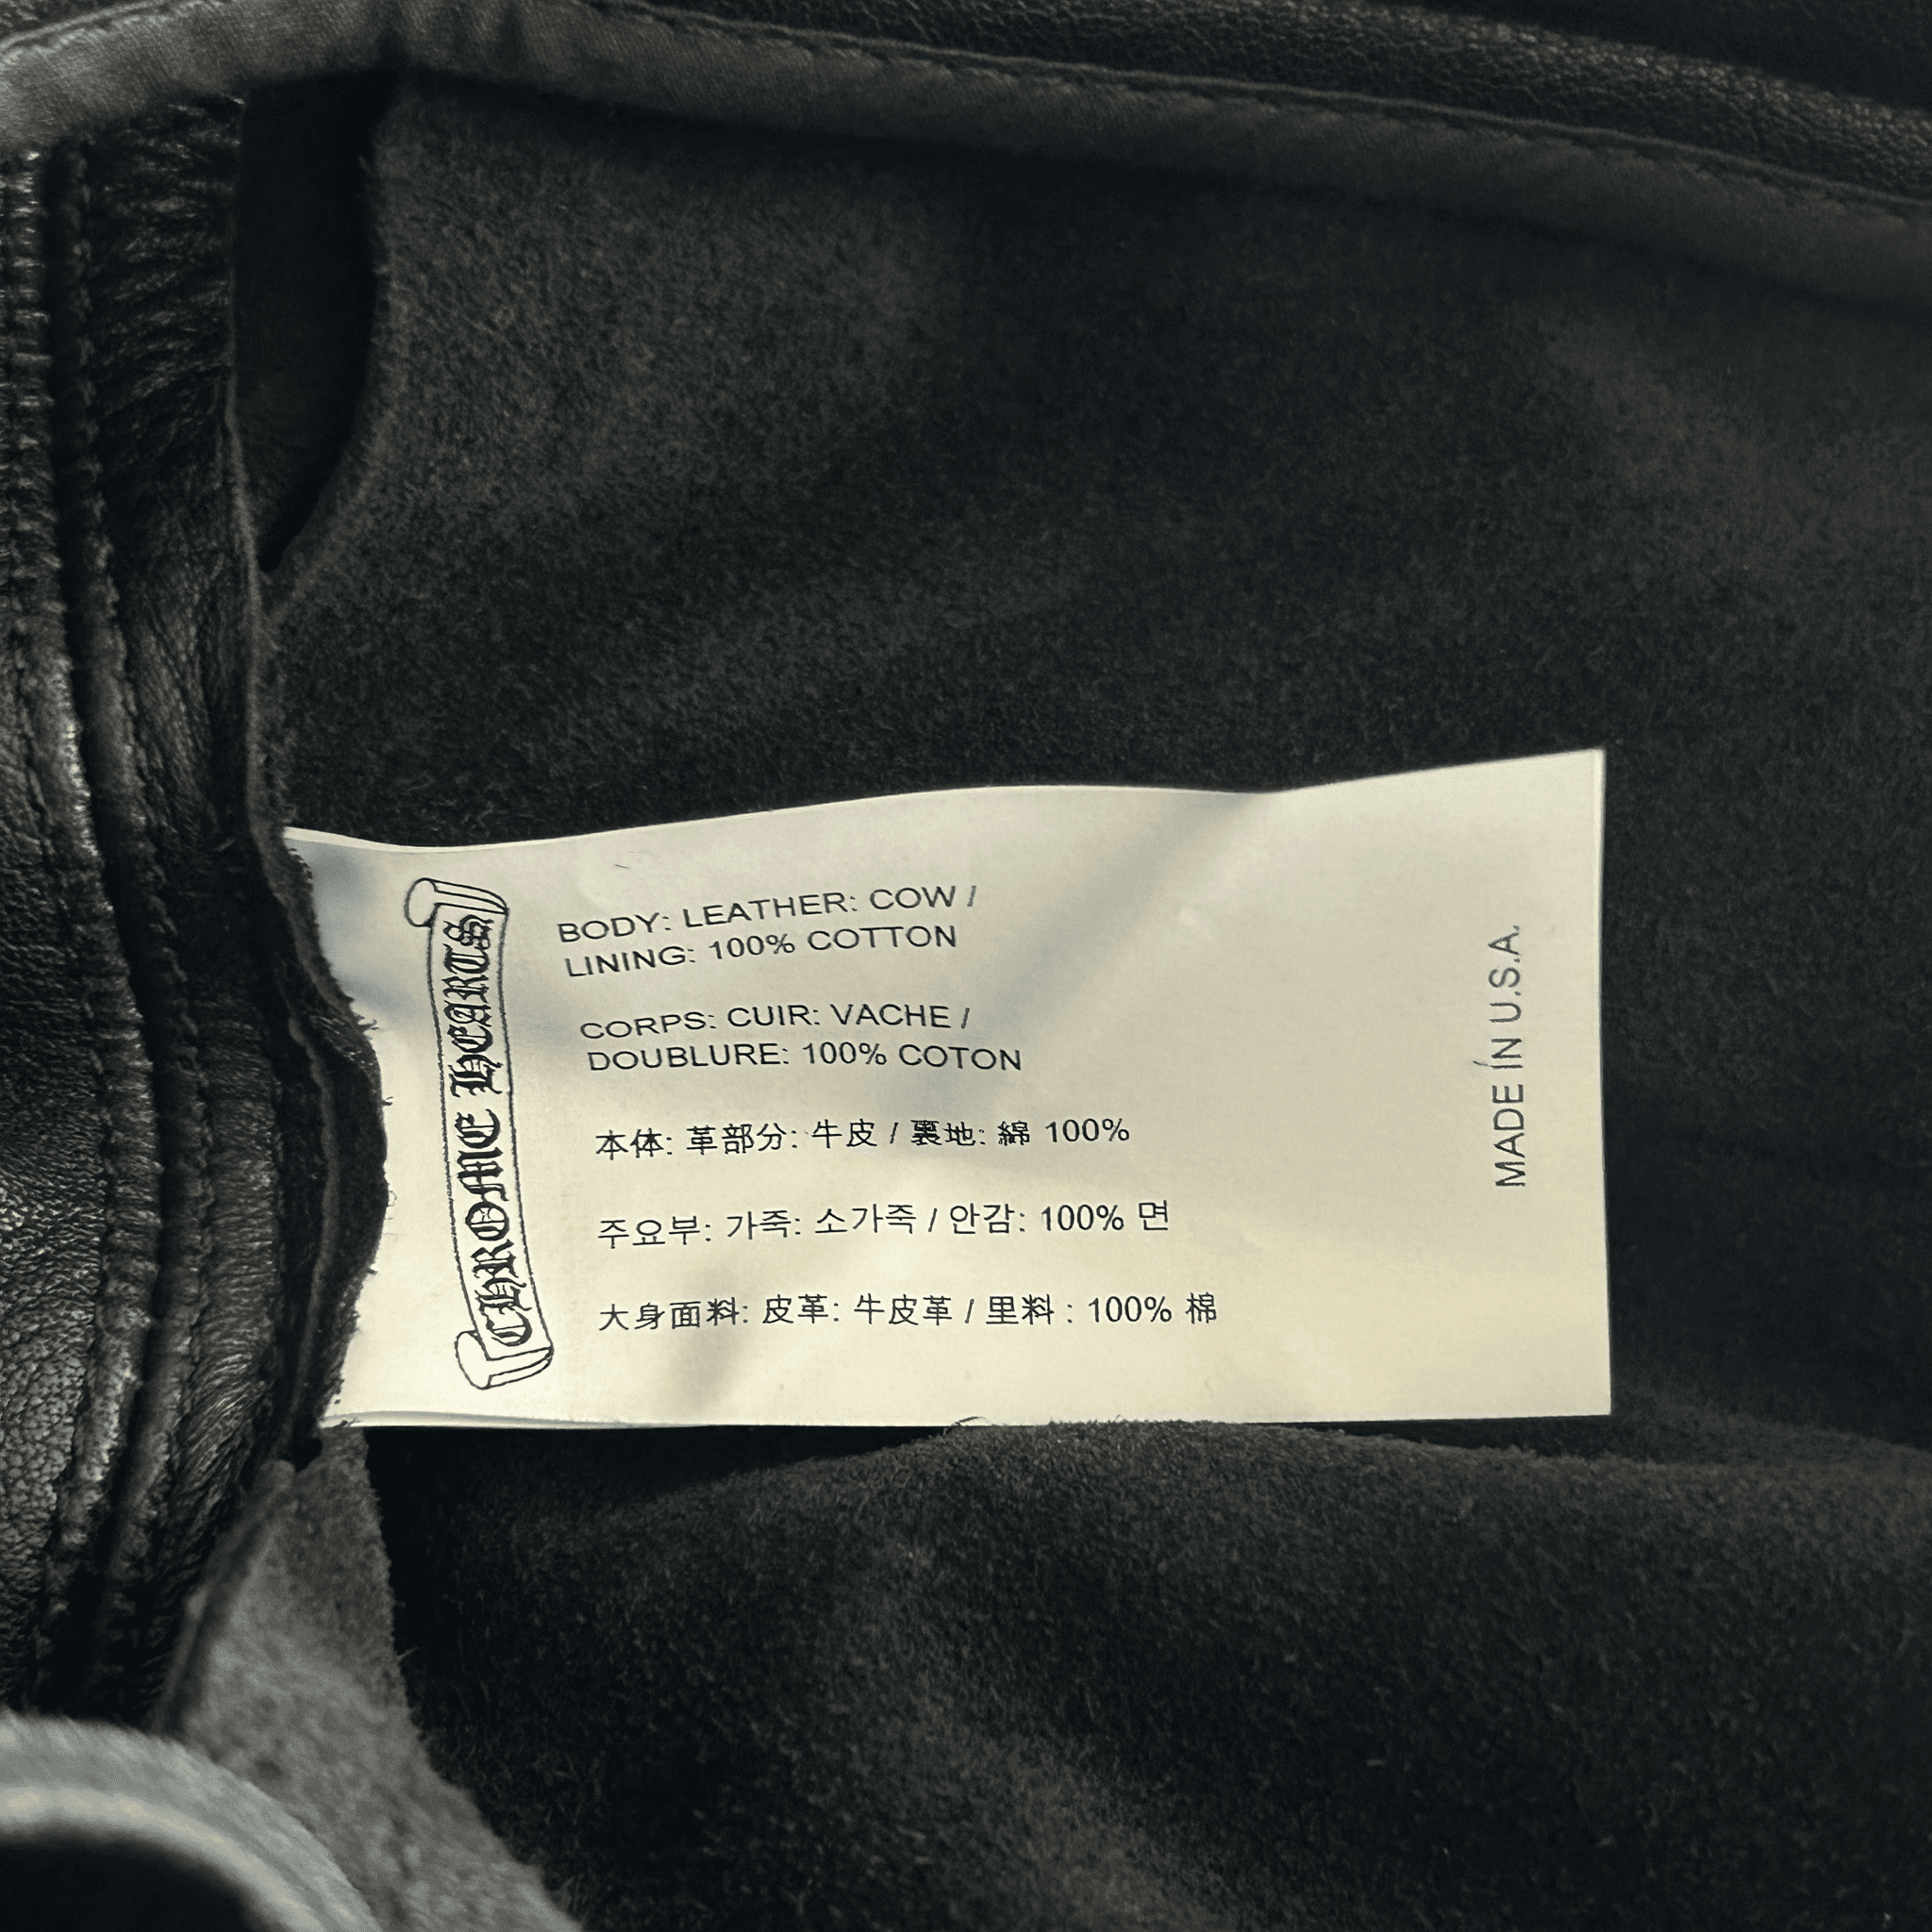 CHROME HEARTS
BODY: LEATHER: COW /
LINING: 100% COTTON
CORPS: CUIR: VACHE /
DOUBLURE: 100% COTON
本体: 革部分: 牛皮 / 裏地: 綿 100%
주요부: 가죽: 소가죽 / 안감: 100% 면
大身面料: 皮革: 牛皮革 / 里料 : 100% 棉
MADE IN U.S.A.